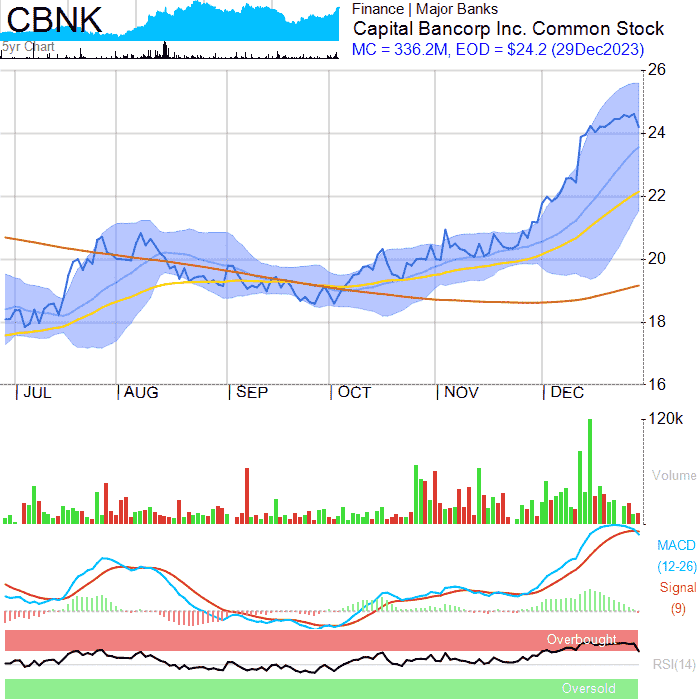 CBNK
5yr Chart
Finance | Major Banks
Capital Bancorp Inc. Common Stock
MC = 336.2M, EOD = $24.2 (29Dec2023)
26
24
22
20
18
16
JUL AUG SEP OCT NOV DEC
120k
Volume
MACD
(12-26)
Signal
(9)
Overbought
RSI(14)
Oversold